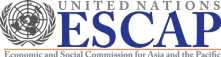 UNITED NATIONS
ESCAP
Economic and Social Commission for Asia and the Pacific